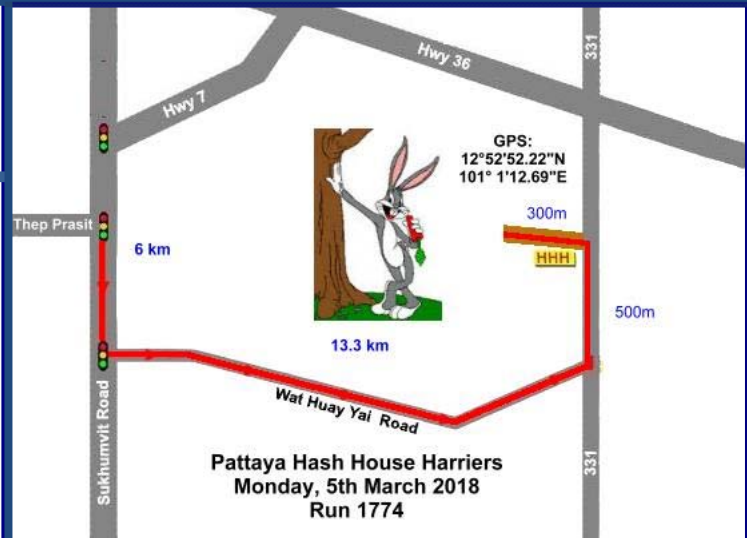 Hwy 36
331
Hwy 7
GPS:
12°52'52.22"N
101° 1'12.69"E
Thep Prasit
300m
6 km
HHH
500m
13.3 km
Wat Huay Yai Road
Sukhumvit Road
331
Pattaya Hash House Harriers
Monday, 5th March 2018
Run 1774